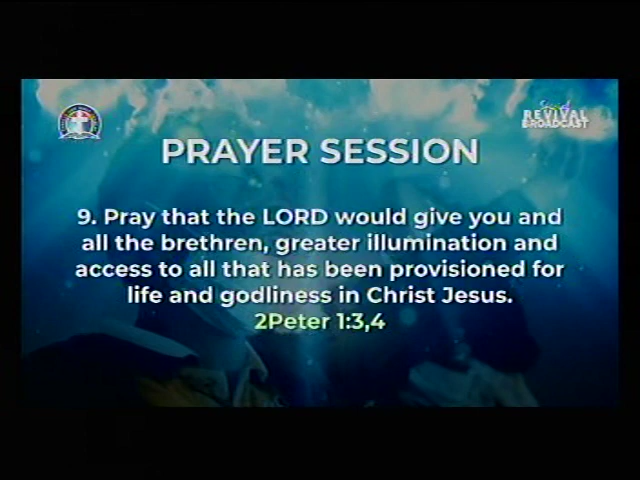 REVIVAL
BROADCAST
PRAYER SESSION
9. Pray that the LORD would give you and
all the brethren, greater illumination and
access to all that has been provisioned for
life and godliness in Christ Jesus.
2Peter 1:3,4